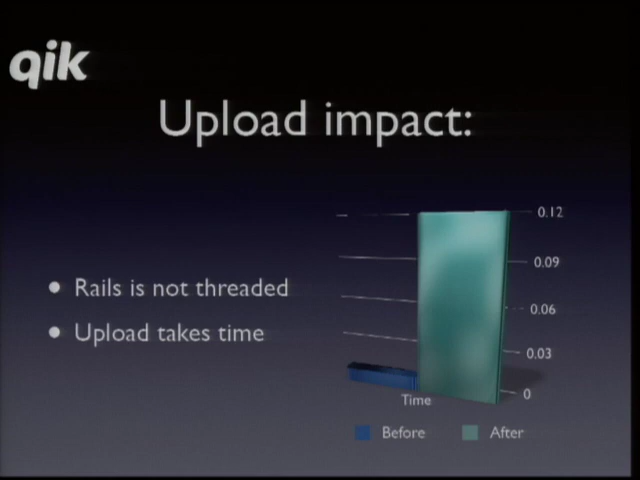 qik
Upload impact:
Rails is not threaded
Upload takes time
0.12
0.09
0.06
0.03
0
Time
Before
After